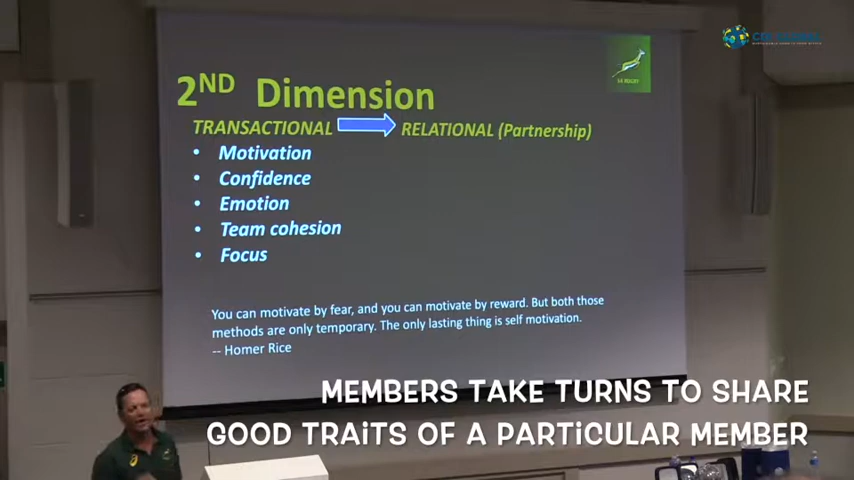 2ND Dimension
TRANSACTIONAL RELATIONAL (Partnership)
• Motivation
• Confidence
• Emotion
• Team cohesion
• Focus
You can motivate by fear, and you can motivate by reward. But both those
methods are only temporary. The only lasting thing is self motivation.
-- Homer Rice
SA RUGBY
MEMBERS TAKE TURNS TO SHARE
GOOD TRAITS OF A PARTICULAR MEMBER